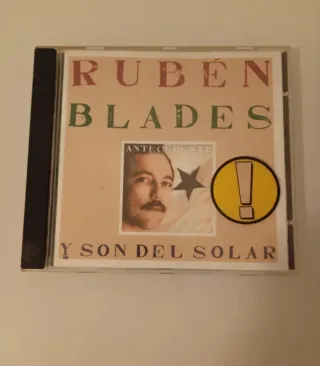 RUBÉN
BLADES
ANTECEDENTE
Y SON DEL SOLAR
!